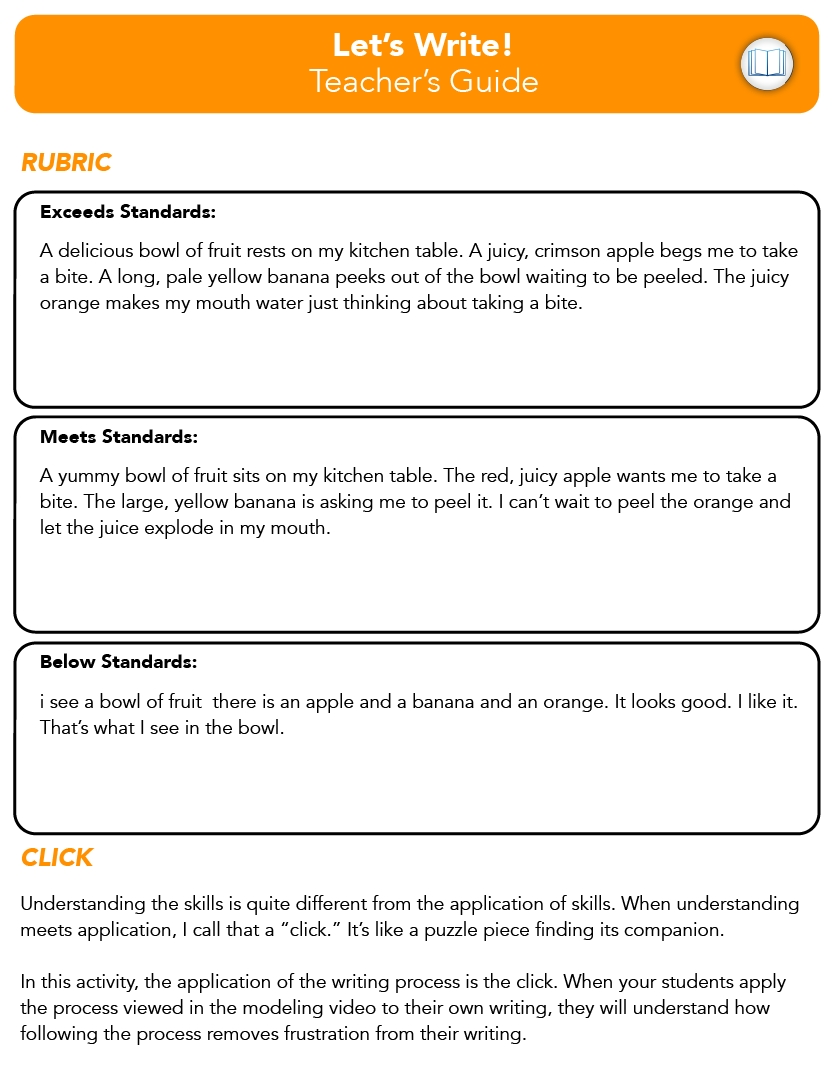 Let's Write!
Teacher's Guide
RUBRIC
Exceeds Standards:
A delicious bowl of fruit rests on my kitchen table. A juicy, crimson apple begs me to take
a bite. A long, pale yellow banana peeks out of the bowl waiting to be peeled. The juicy
orange makes my mouth water just thinking about taking a bite.
Meets Standards:
A yummy bowl of fruit sits on my kitchen table. The red, juicy apple wants me to take a
bite. The large, yellow banana is asking me to peel it. I can't wait to peel the orange and
let the juice explode in my mouth.
Below Standards:
i see a bowl of fruit  there is an apple and a banana and an orange. It looks good. I like it.
That's what I see in the bowl.
CLICK
Understanding the skills is quite different from the application of skills. When understanding
meets application, I call that a “click.” It's like a puzzle piece finding its companion.
In this activity, the application of the writing process is the click. When your students apply
the process viewed in the modeling video to their own writing, they will understand how
following the process removes frustration from their writing.